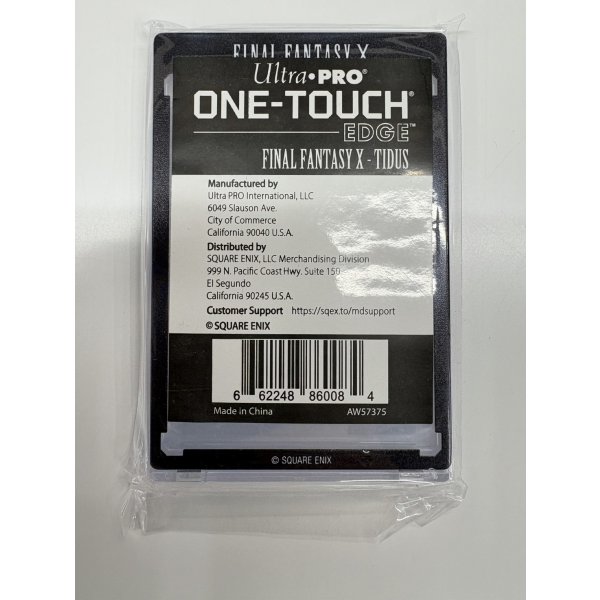 FINAL FANTASY X
Ultra•PRO®
ONE-TOUCH®
EDGE™
FINAL FANTASY X - TIDUS
Manufactured by
Ultra PRO International, LLC
6049 Slauson Ave.
City of Commerce
California 90040 U.S.A.
Distributed by
SQUARE ENIX, LLC Merchandising Division
999 N. Pacific Coast Hwy. Suite 150
El Segundo
California 90245 U.S.A.
Customer Support https://sqex.to/mdsupport
© SQUARE ENIX
6 62248 86008 4
Made in China AW57375
© SQUARE ENIX